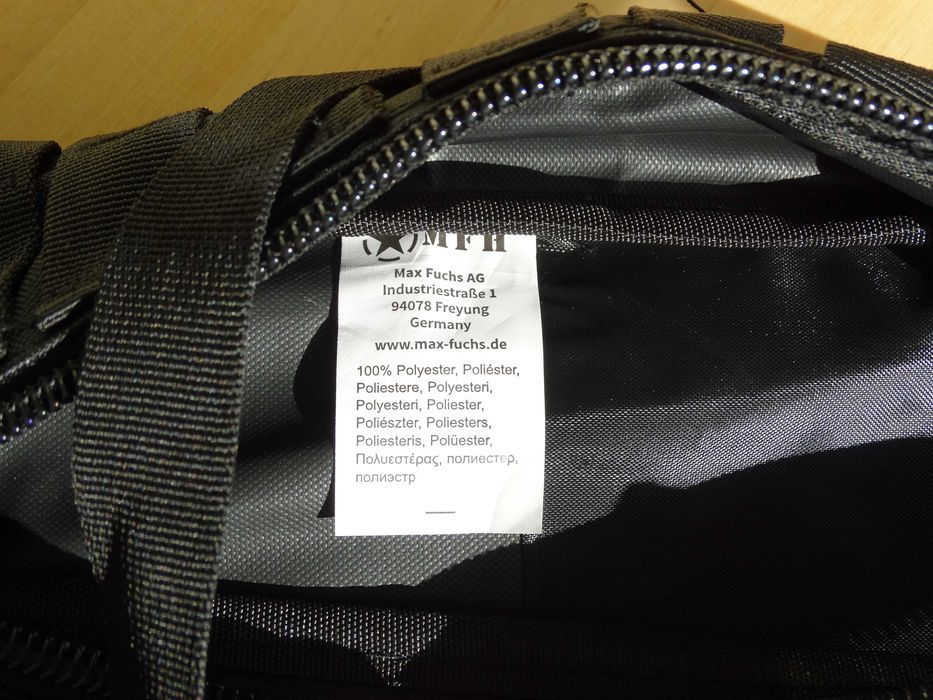 MFH
Max Fuchs AG
Industriestraße 1
94078 Freyung
Germany
www.max-fuchs.de
100% Polyester, Poliéster,
Poliestere, Polyesteri,
Polyesteri, Poliester,
Poliészter, Poliesters,
Poliesteris, Polüester,
Πολυεστέρας, полиестер,
полиэстр